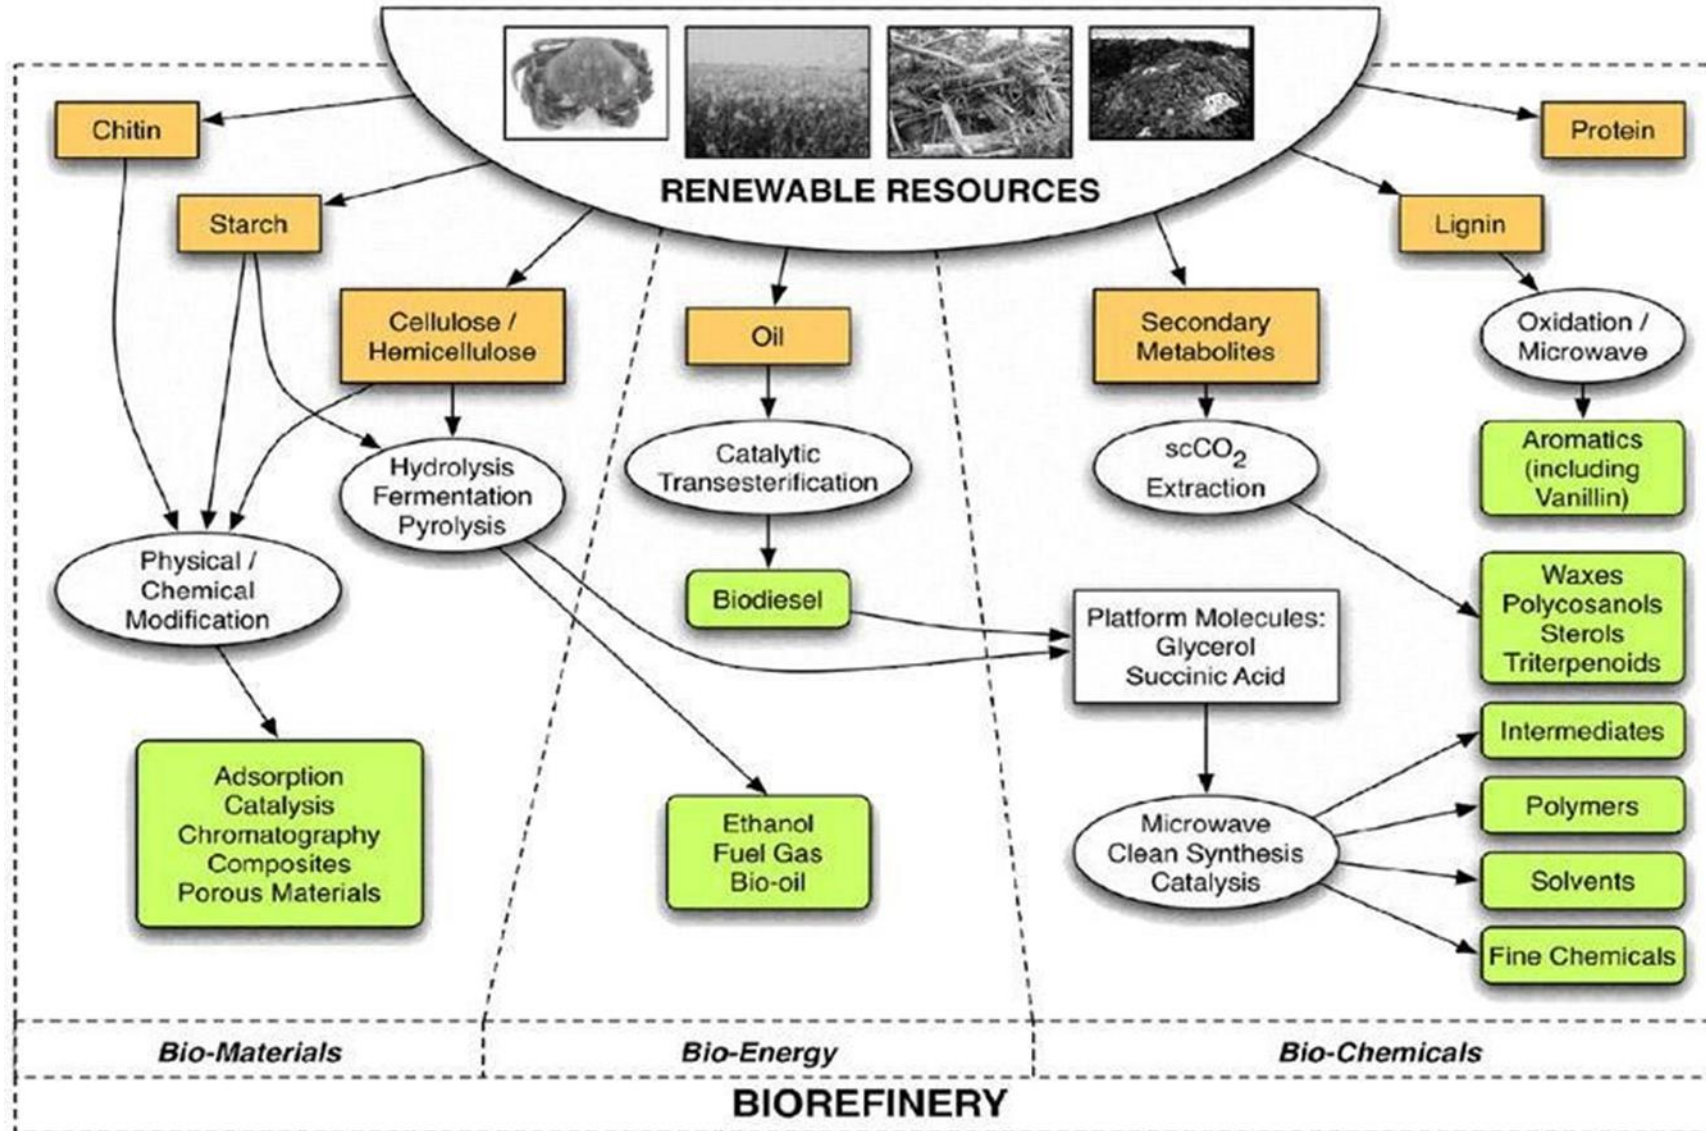 RENEWABLE RESOURCES
Chitin
Protein
Starch
Lignin
Cellulose /
Hemicellulose
Oil
Secondary
Metabolites
Oxidation /
Microwave
Hydrolysis
Fermentation
Pyrolysis
Catalytic
Transesterification
scCO2
Extraction
Aromatics
(including
Vanillin)
Physical /
Chemical
Modification
Biodiesel
Platform Molecules:
Glycerol
Succinic Acid
Waxes
Polycosanols
Sterols
Triterpenoids
Intermediates
Adsorption
Catalysis
Chromatography
Composites
Porous Materials
Ethanol
Fuel Gas
Bio-oil
Microwave
Clean Synthesis
Catalysis
Polymers
Solvents
Fine Chemicals
Bio-Materials
Bio-Energy
Bio-Chemicals
BIOREFINERY